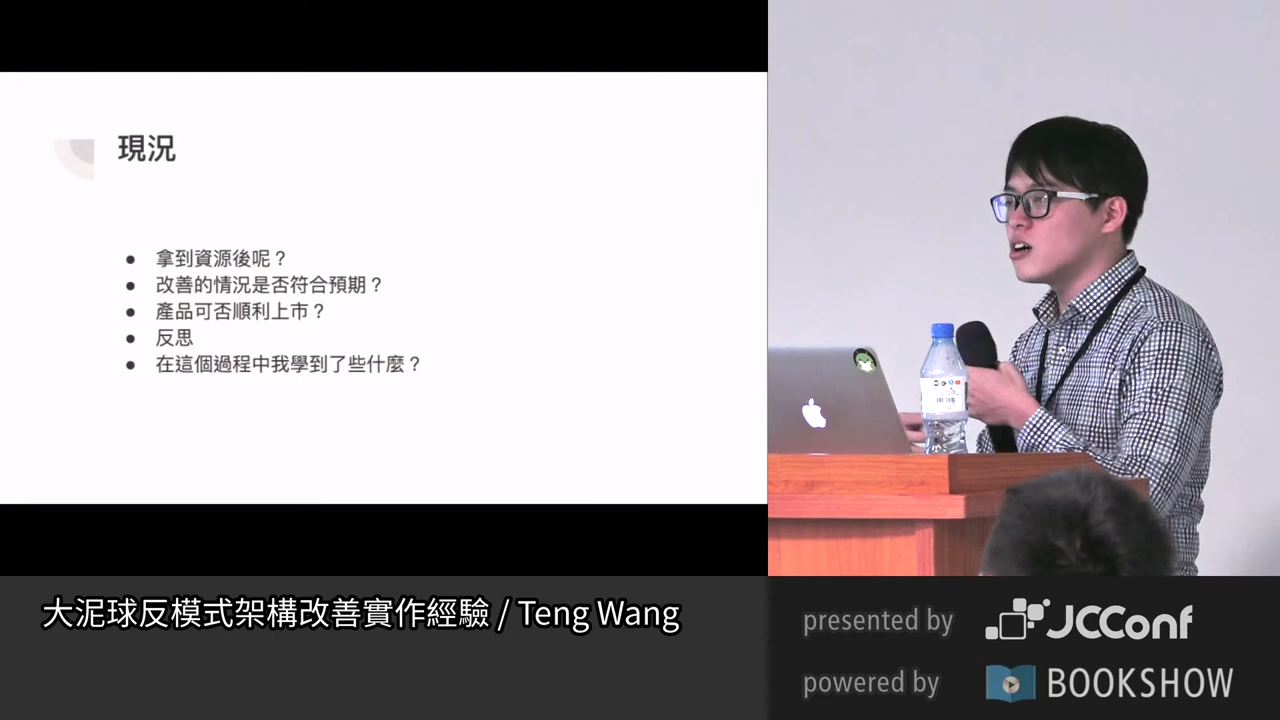 現況
拿到資源後呢？
改善的情況是否符合預期？
產品可否順利上市？
反思
在這個過程中我學到了些什麼？
大泥球反模式架構改善實作經驗 / Teng Wang
presented by JCConf
powered by BOOKSHOW